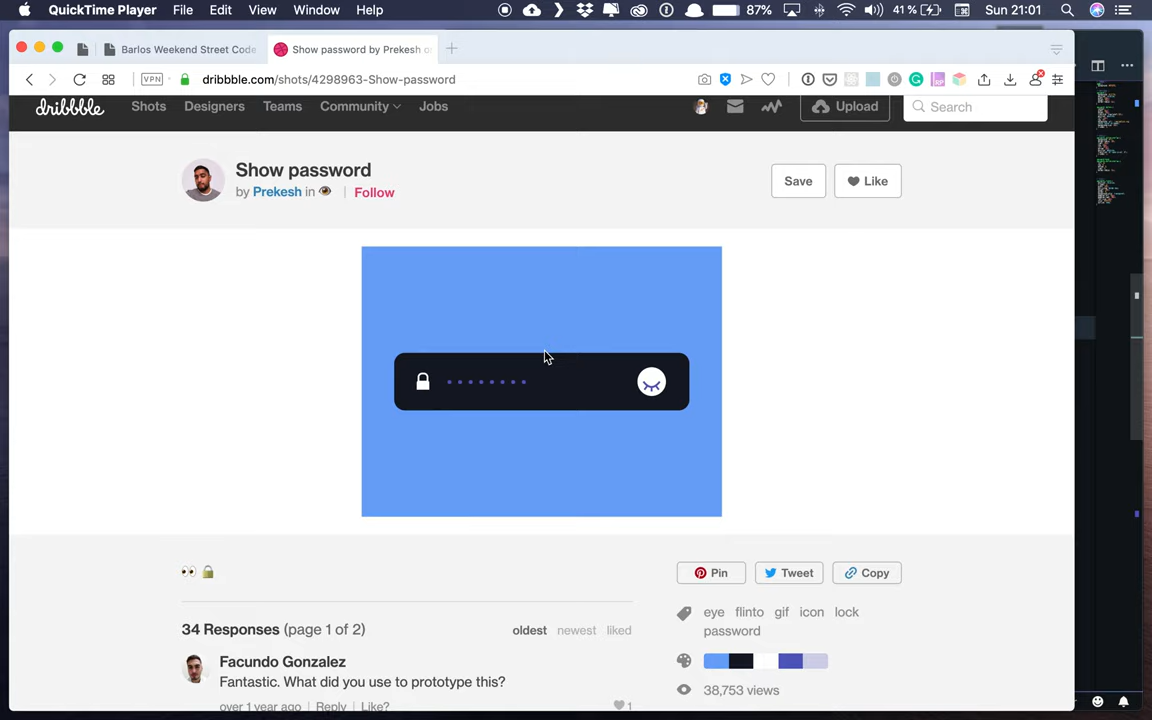 QuickTime Player File Edit View Window Help 87% 41% Sun 21:01
Barlos Weekend Street Code
Show password by Prekesh o
VPN dribbble.com/shots/4298963-Show-password
dribbble Shots Designers Teams Community Jobs Upload Search
Show password
by Prekesh in | Follow
Save
Like
Pin
Tweet
Copy
34 Responses (page 1 of 2)
oldest newest liked
eye flinto gif icon lock
password
Facundo Gonzalez
Fantastic. What did you use to prototype this?
38,753 views
over 1 year ago Reply Like? 1